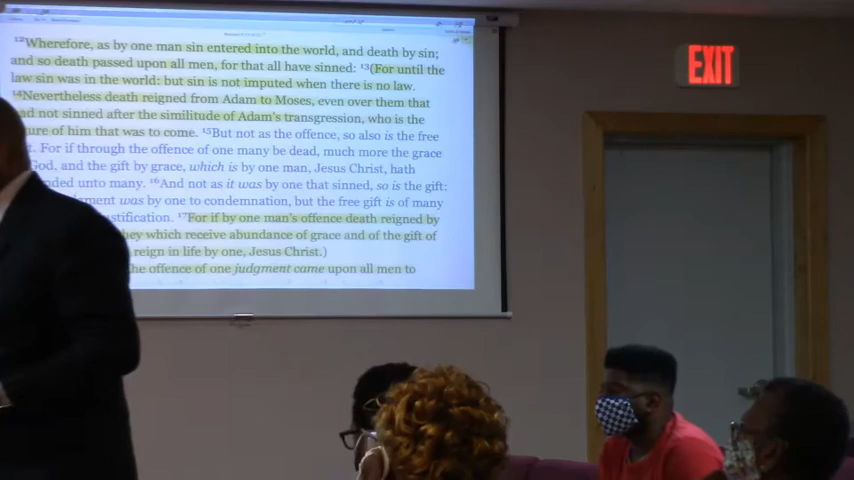 12Wherefore, as by one man sin entered into the world, and death by sin;
and so death passed upon all men, for that all have sinned: 13(For until the
law sin was in the world: but sin is not imputed when there is no law.
14Nevertheless death reigned from Adam to Moses, even over them that
had not sinned after the similitude of Adam's transgression, who is the
ure of him that was to come. 15But not as the offence, so also is the free
t. For if through the offence of one many be dead, much more the grace
God, and the gift by grace, which is by one man, Jesus Christ, hath
nded unto many. 16And not as it was by one that sinned, so is the gift:
ment was by one to condemnation, but the free gift is of many
stification. 17For if by one man's offence death reigned by
hey which receive abundance of grace and of the gift of
reign in life by one, Jesus Christ.)
he offence of one judgment came upon all men to
EXIT